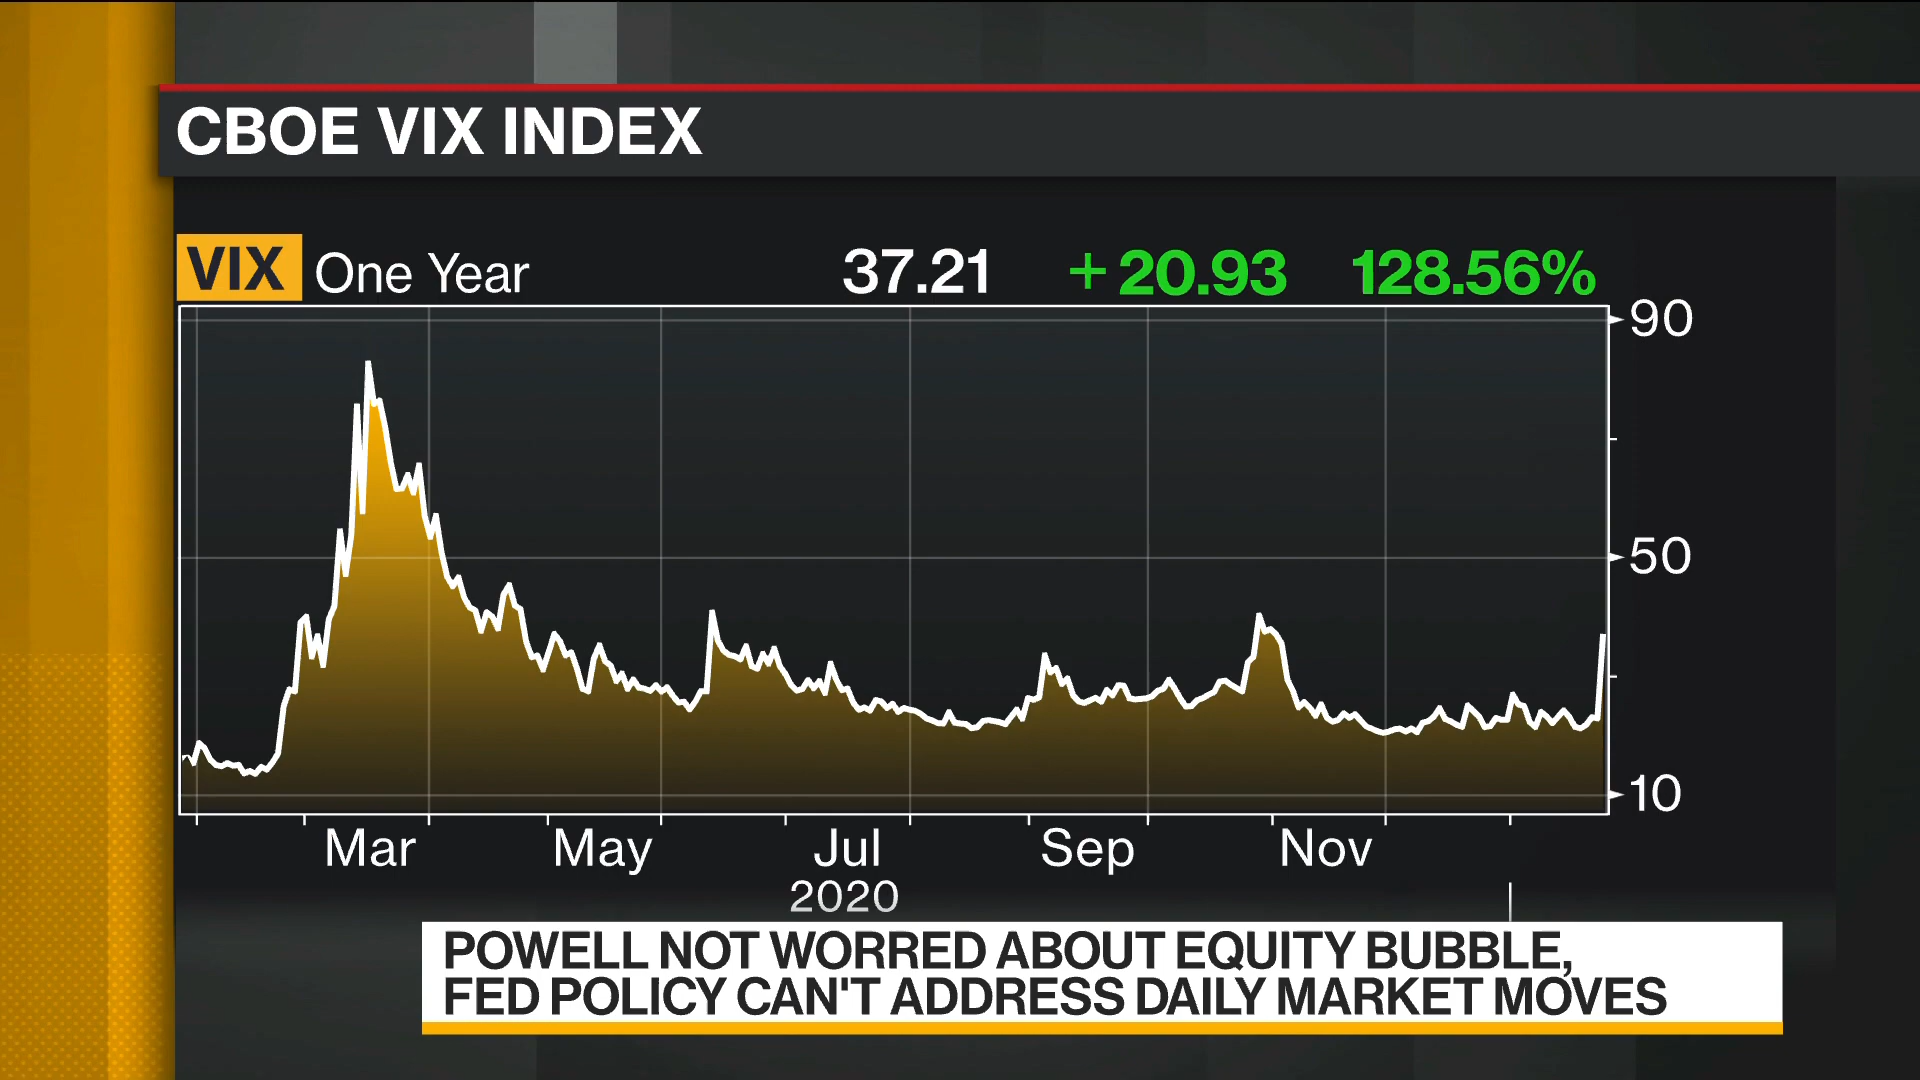 CBOE VIX INDEX
VIX One Year 37.21 +20.93 128.56%
90
50
10
Mar May Jul Sep Nov
2020
POWELL NOT WORRED ABOUT EQUITY BUBBLE,
FED POLICY CAN'T ADDRESS DAILY MARKET MOVES